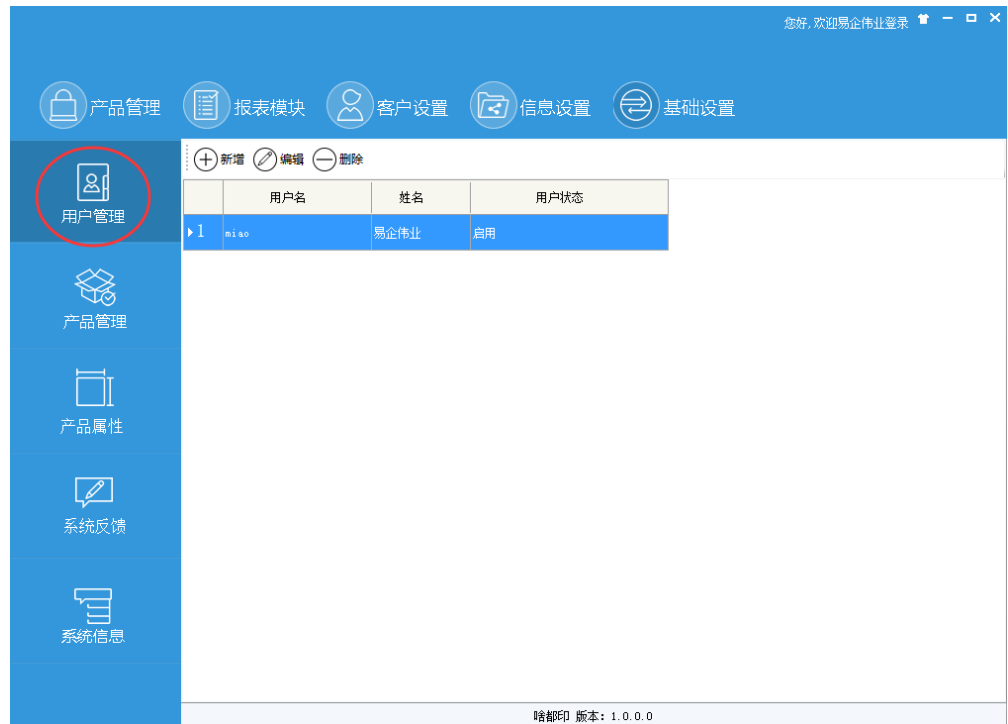 您好,欢迎易企伟业登录
产品管理 报表模块 客户设置 信息设置 基础设置
用户管理
产品管理
产品属性
系统反馈
系统信息
新增 编辑 删除
用户名 姓名 用户状态
1 miao 易企伟业 启用
啥都印 版本: 1.0.0.0